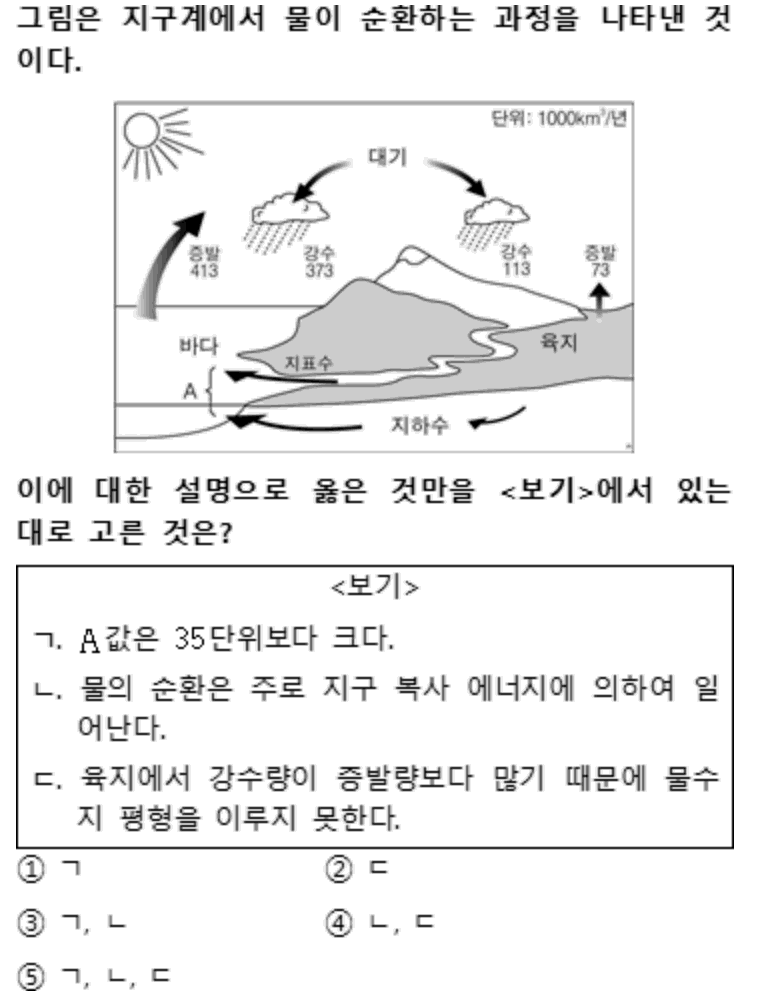 그림은 지구계에서 물이 순환하는 과정을 나타낸 것
이다.
단위: 1000km³/년
대기
증발
413
강수
373
강수
113
증발
73
바다
지표수
육지
A
지하수
이에 대한 설명으로 옳은 것만을 <보기>에서 있는
대로 고른 것은?
<보기>
ㄱ. A값은 35단위보다 크다.
ㄴ. 물의 순환은 주로 지구 복사 에너지에 의하여 일
어난다.
ㄷ. 육지에서 강수량이 증발량보다 많기 때문에 물수
지 평형을 이루지 못한다.
① ㄱ ② ㄷ
③ ㄱ, ㄴ ④ ㄴ, ㄷ
⑤ ㄱ, ㄴ, ㄷ